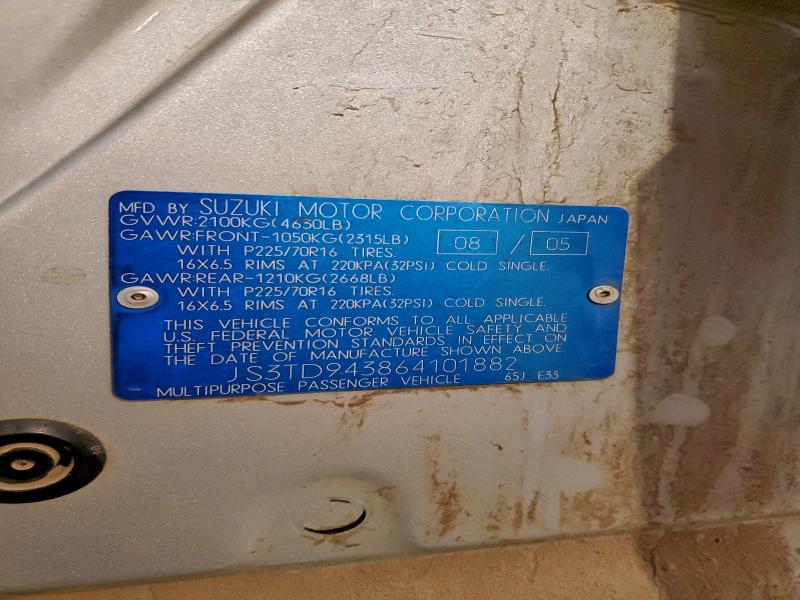 MFD BY SUZUKI MOTOR CORPORATION JAPAN
GVWR:2100KG(4630LB)
GAWR:FRONT-1050KG(2315LB) 08 / 05
WITH P225/70R16 TIRES.
16X6.5 RIMS AT 220KPA(32PSI) COLD SINGLE.
GAWR:REAR-1210KG(2668LB)
WITH P225/70R16 TIRES
16X6.5 RIMS AT 220KPA(32PSI) COLD SINGLE.
THIS VEHICLE CONFORMS TO ALL APPLICABLE
U.S. FEDERAL MOTOR VEHICLE SAFETY AND
THEFT PREVENTION STANDARDS IN EFFECT ON
THE DATE OF MANUFACTURE SHOWN ABOVE.
JS3TD943864101882
MULTIPURPOSE PASSENGER VEHICLE 65J E33